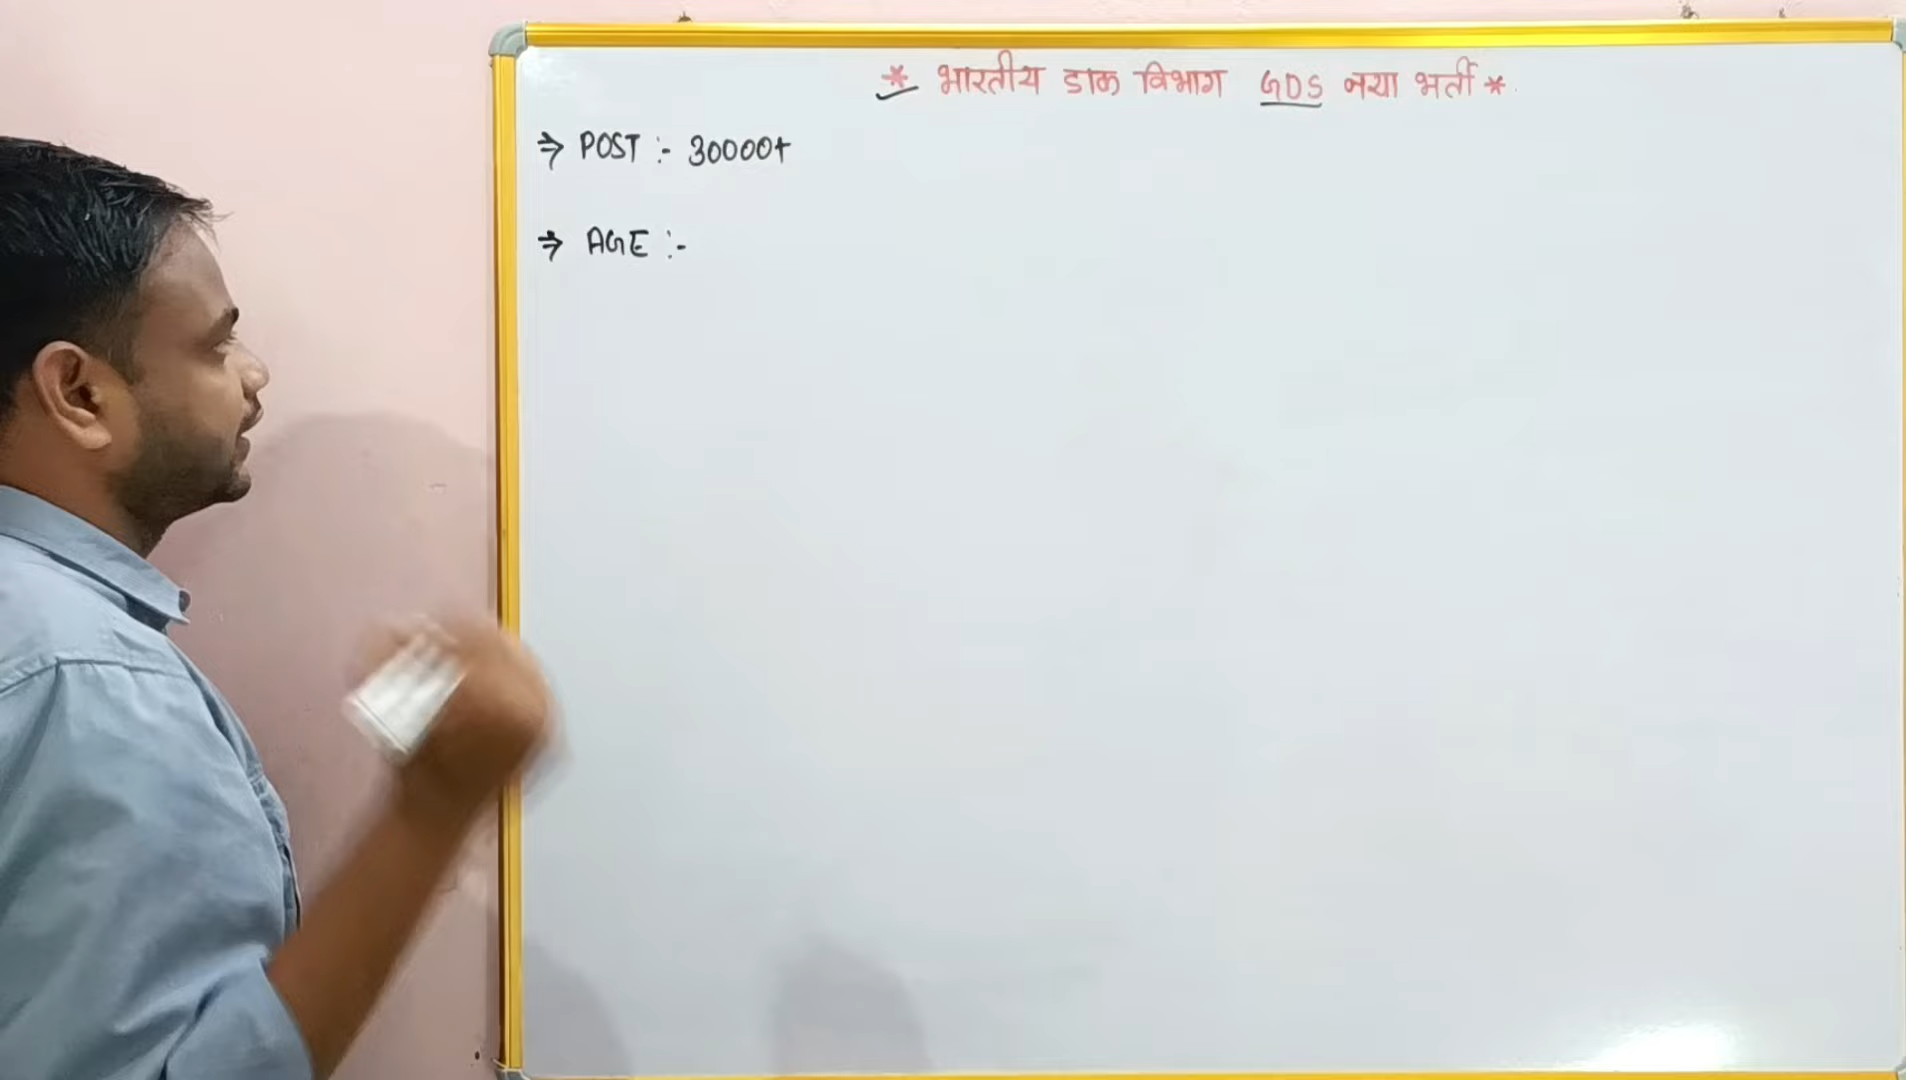 * भारतीय डाक विभाग GDS नया भर्ती *
⇒ POST :- 30000+
⇒ AGE :-